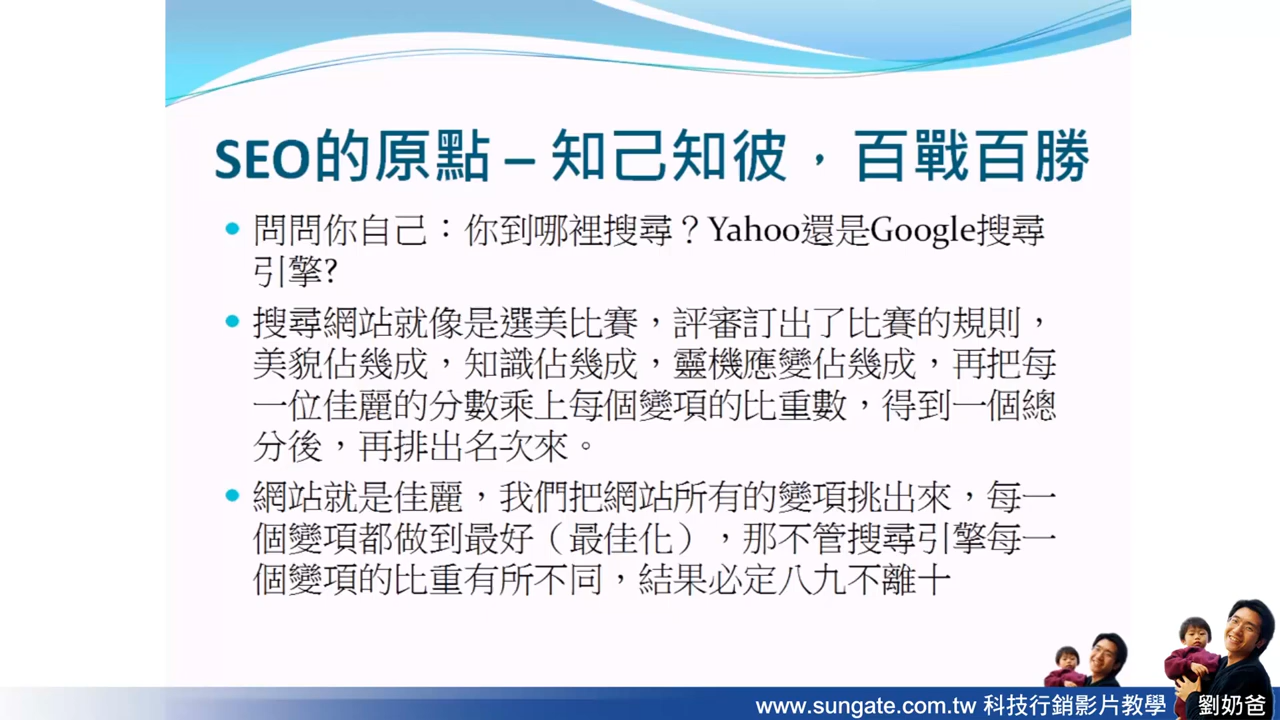 SEO的原點 – 知己知彼，百戰百勝
問問你自己：你到哪裡搜尋？Yahoo還是Google搜尋
引擎?
搜尋網站就像是選美比賽，評審訂出了比賽的規則，
美貌佔幾成，知識佔幾成，靈機應變佔幾成，再把每
一位佳麗的分數乘上每個變項的比重數，得到一個總
分後，再排出名次來。
網站就是佳麗，我們把網站所有的變項挑出來，每一
個變項都做到最好（最佳化），那不管搜尋引擎每一
個變項的比重有所不同，結果必定八九不離十
www.sungate.com.tw 科技行銷影片教學
劉奶爸